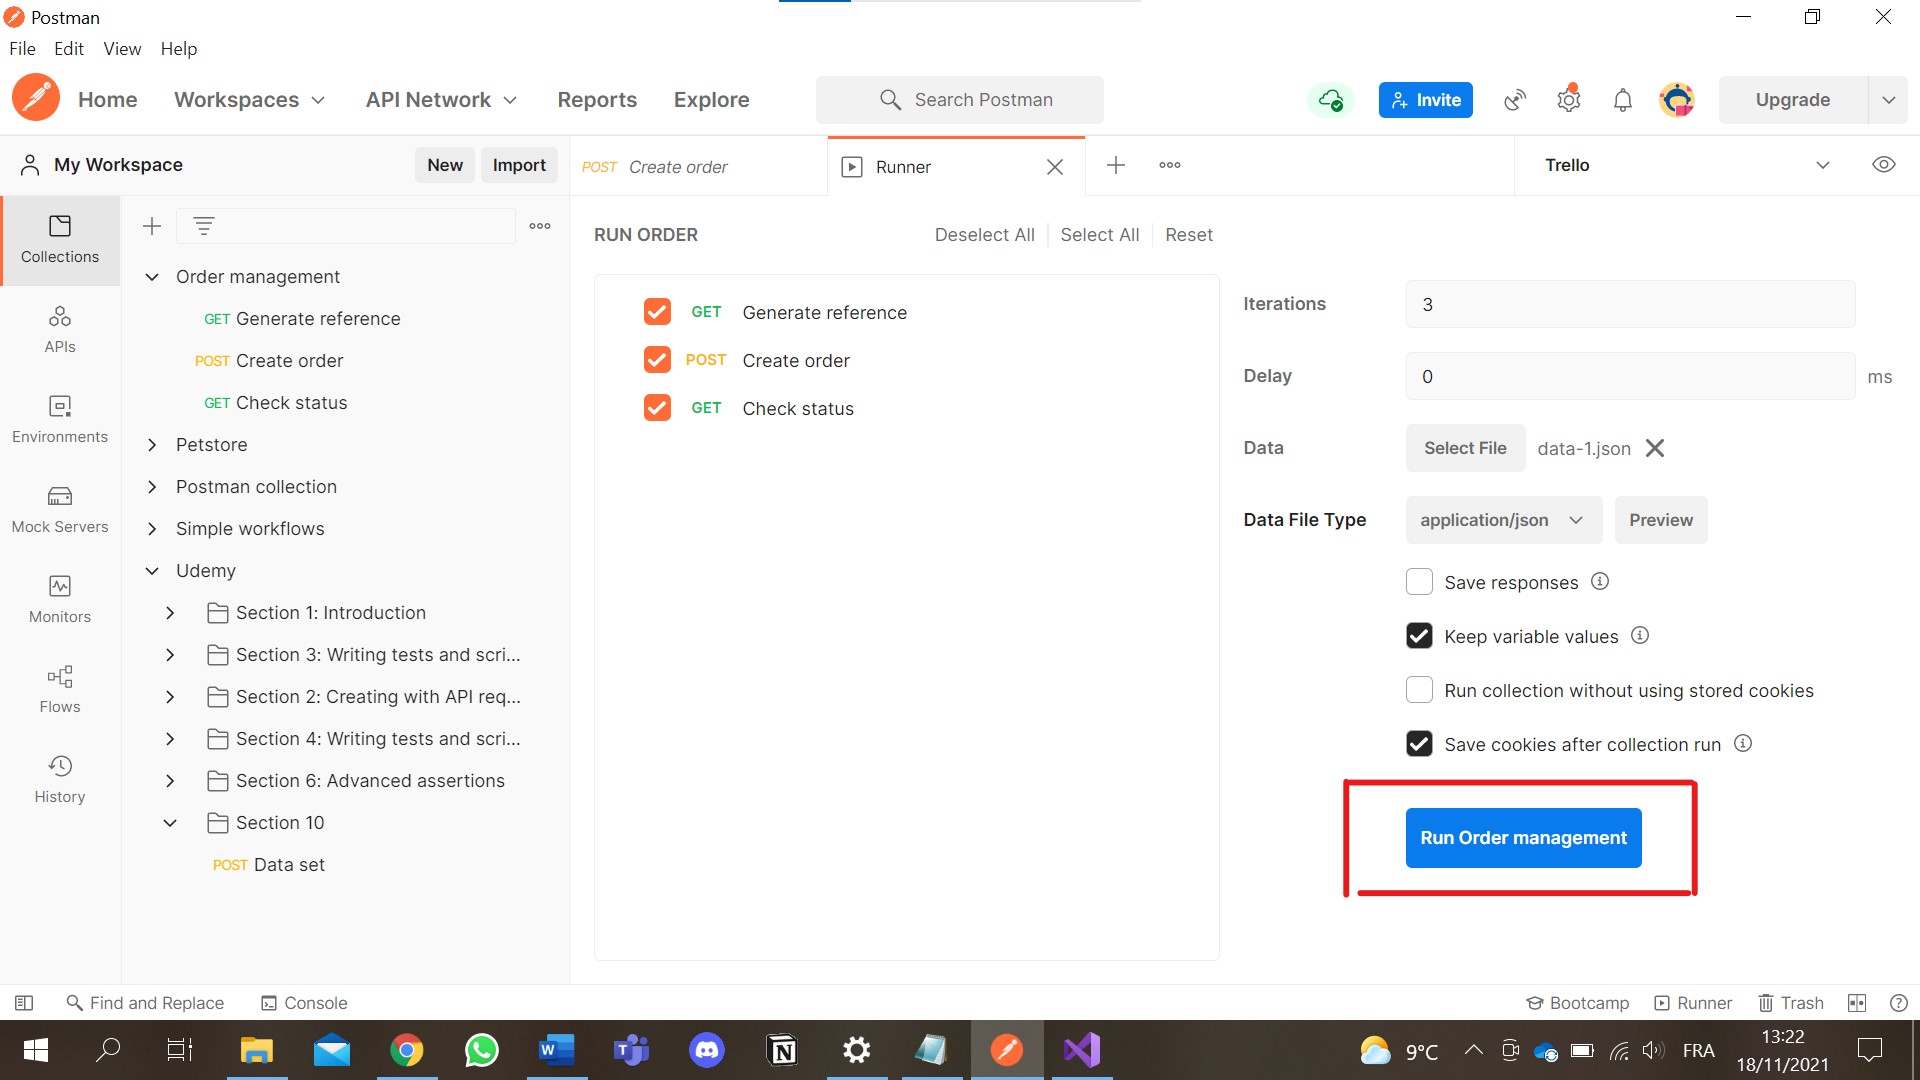 Postman
File Edit View Help
Home Workspaces API Network Reports Explore Search Postman Invite Upgrade
My Workspace New Import POST Create order Runner Trello
Collections
APIs
Environments
Mock Servers
Monitors
Flows
History
Order management
GET Generate reference
POST Create order
GET Check status
Petstore
Postman collection
Simple workflows
Udemy
Section 1: Introduction
Section 3: Writing tests and scri...
Section 2: Creating with API req...
Section 4: Writing tests and scri...
Section 6: Advanced assertions
Section 10
POST Data set
RUN ORDER Deselect All Select All Reset
GET Generate reference
POST Create order
GET Check status
Iterations 3
Delay 0 ms
Data Select File data-1.json
Data File Type application/json Preview
Save responses
Keep variable values
Run collection without using stored cookies
Save cookies after collection run
Run Order management
Find and Replace Console Bootcamp Runner Trash
9°C FRA 13:22
18/11/2021